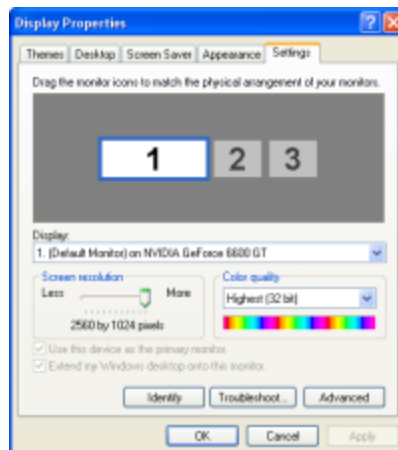 Display Properties
Themes Desktop Screen Saver Appearance Settings
Drag the monitor icons to match the physical arrangement of your monitors.
1 2 3
Display:
1. (Default Monitor) on NVIDIA GeForce 6600 GT
Screen resolution
Less More
2560 by 1024 pixels
Color quality
Highest (32 bit)
Use this device as the primary monitor.
Extend my Windows desktop onto this monitor.
Identify Troubleshoot... Advanced
OK Cancel Apply